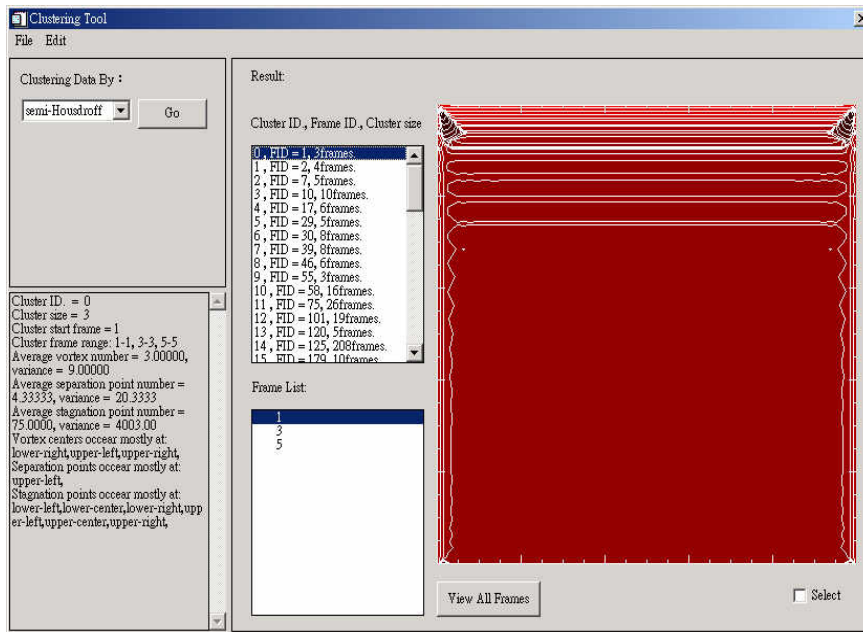 Clustering Tool
File Edit
Clustering Data By :
semi-Housdroff
Go
Cluster ID. = 0
Cluster size = 3
Cluster start frame = 1
Cluster frame range: 1-1, 3-3, 5-5
Average vortex number = 3.00000,
variance = 9.00000
Average separation point number =
4.33333, variance = 20.3333
Average stagnation point number =
75.0000, variance = 4003.00
Vortex centers occear mostly at:
lower-right,upper-left,upper-right,
Separation points occear mostly at:
upper-left,
Stagnation points occear mostly at:
lower-left,lower-center,lower-right,upp
er-left,upper-center,upper-right,
Result:
Cluster ID., Frame ID., Cluster size
0 , FID = 1, 3frames.
1 , FID = 2, 4frames.
2 , FID = 7, 5frames.
3 , FID = 10, 10frames.
4 , FID = 17, 6frames.
5 , FID = 29, 5frames.
6 , FID = 30, 8frames.
7 , FID = 39, 8frames.
8 , FID = 46, 6frames.
9 , FID = 55, 3frames.
10 , FID = 58, 16frames.
11 , FID = 75, 26frames.
12 , FID = 101, 19frames.
13 , FID = 120, 5frames.
14 , FID = 125, 208frames.
15 , FID = 179, 10frames.
Frame List:
1
3
5
View All Frames
Select